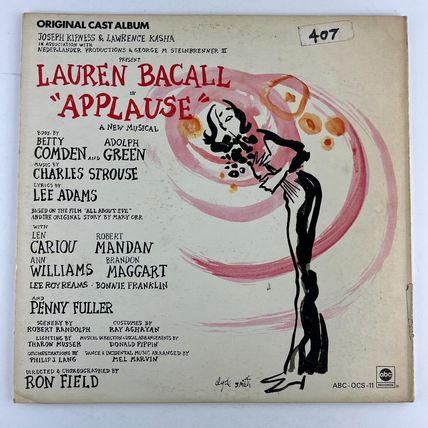 ORIGINAL CAST ALBUM
407
JOSEPH KIPNESS & LAWRENCE KASHA
IN ASSOCIATION WITH
NEDERLANDER PRODUCTIONS & GEORGE M. STEINBRENNER III
PRESENT
LAUREN BACALL
IN
"APPLAUSE"
A NEW MUSICAL
BOOK BY
BETTY ADOLPH
COMDEN AND GREEN
MUSIC BY
CHARLES STROUSE
LYRICS BY
LEE ADAMS
BASED ON THE FILM "ALL ABOUT EVE"
AND THE ORIGINAL STORY BY MARY ORR
WITH
LEN ROBERT
CARIOU MANDAN
ANN BRANDON
WILLIAMS MAGGART
LEE ROY REAMS · BONNIE FRANKLIN
AND
PENNY FULLER
SCENERY BY COSTUMES BY
ROBERT RANDOLPH RAY AGHAYAN
LIGHTING BY MUSICAL DIRECTION & VOCAL ARRANGEMENTS BY
THARON MUSSER DONALD PIPPIN
ORCHESTRATIONS BY DANCE & INCIDENTAL MUSIC ARRANGED BY
PHILIP J. LANG MEL MARVIN
DIRECTED & CHOREOGRAPHED BY
RON FIELD
clyde smith
ABC-OCS-11
abc
RECORDS